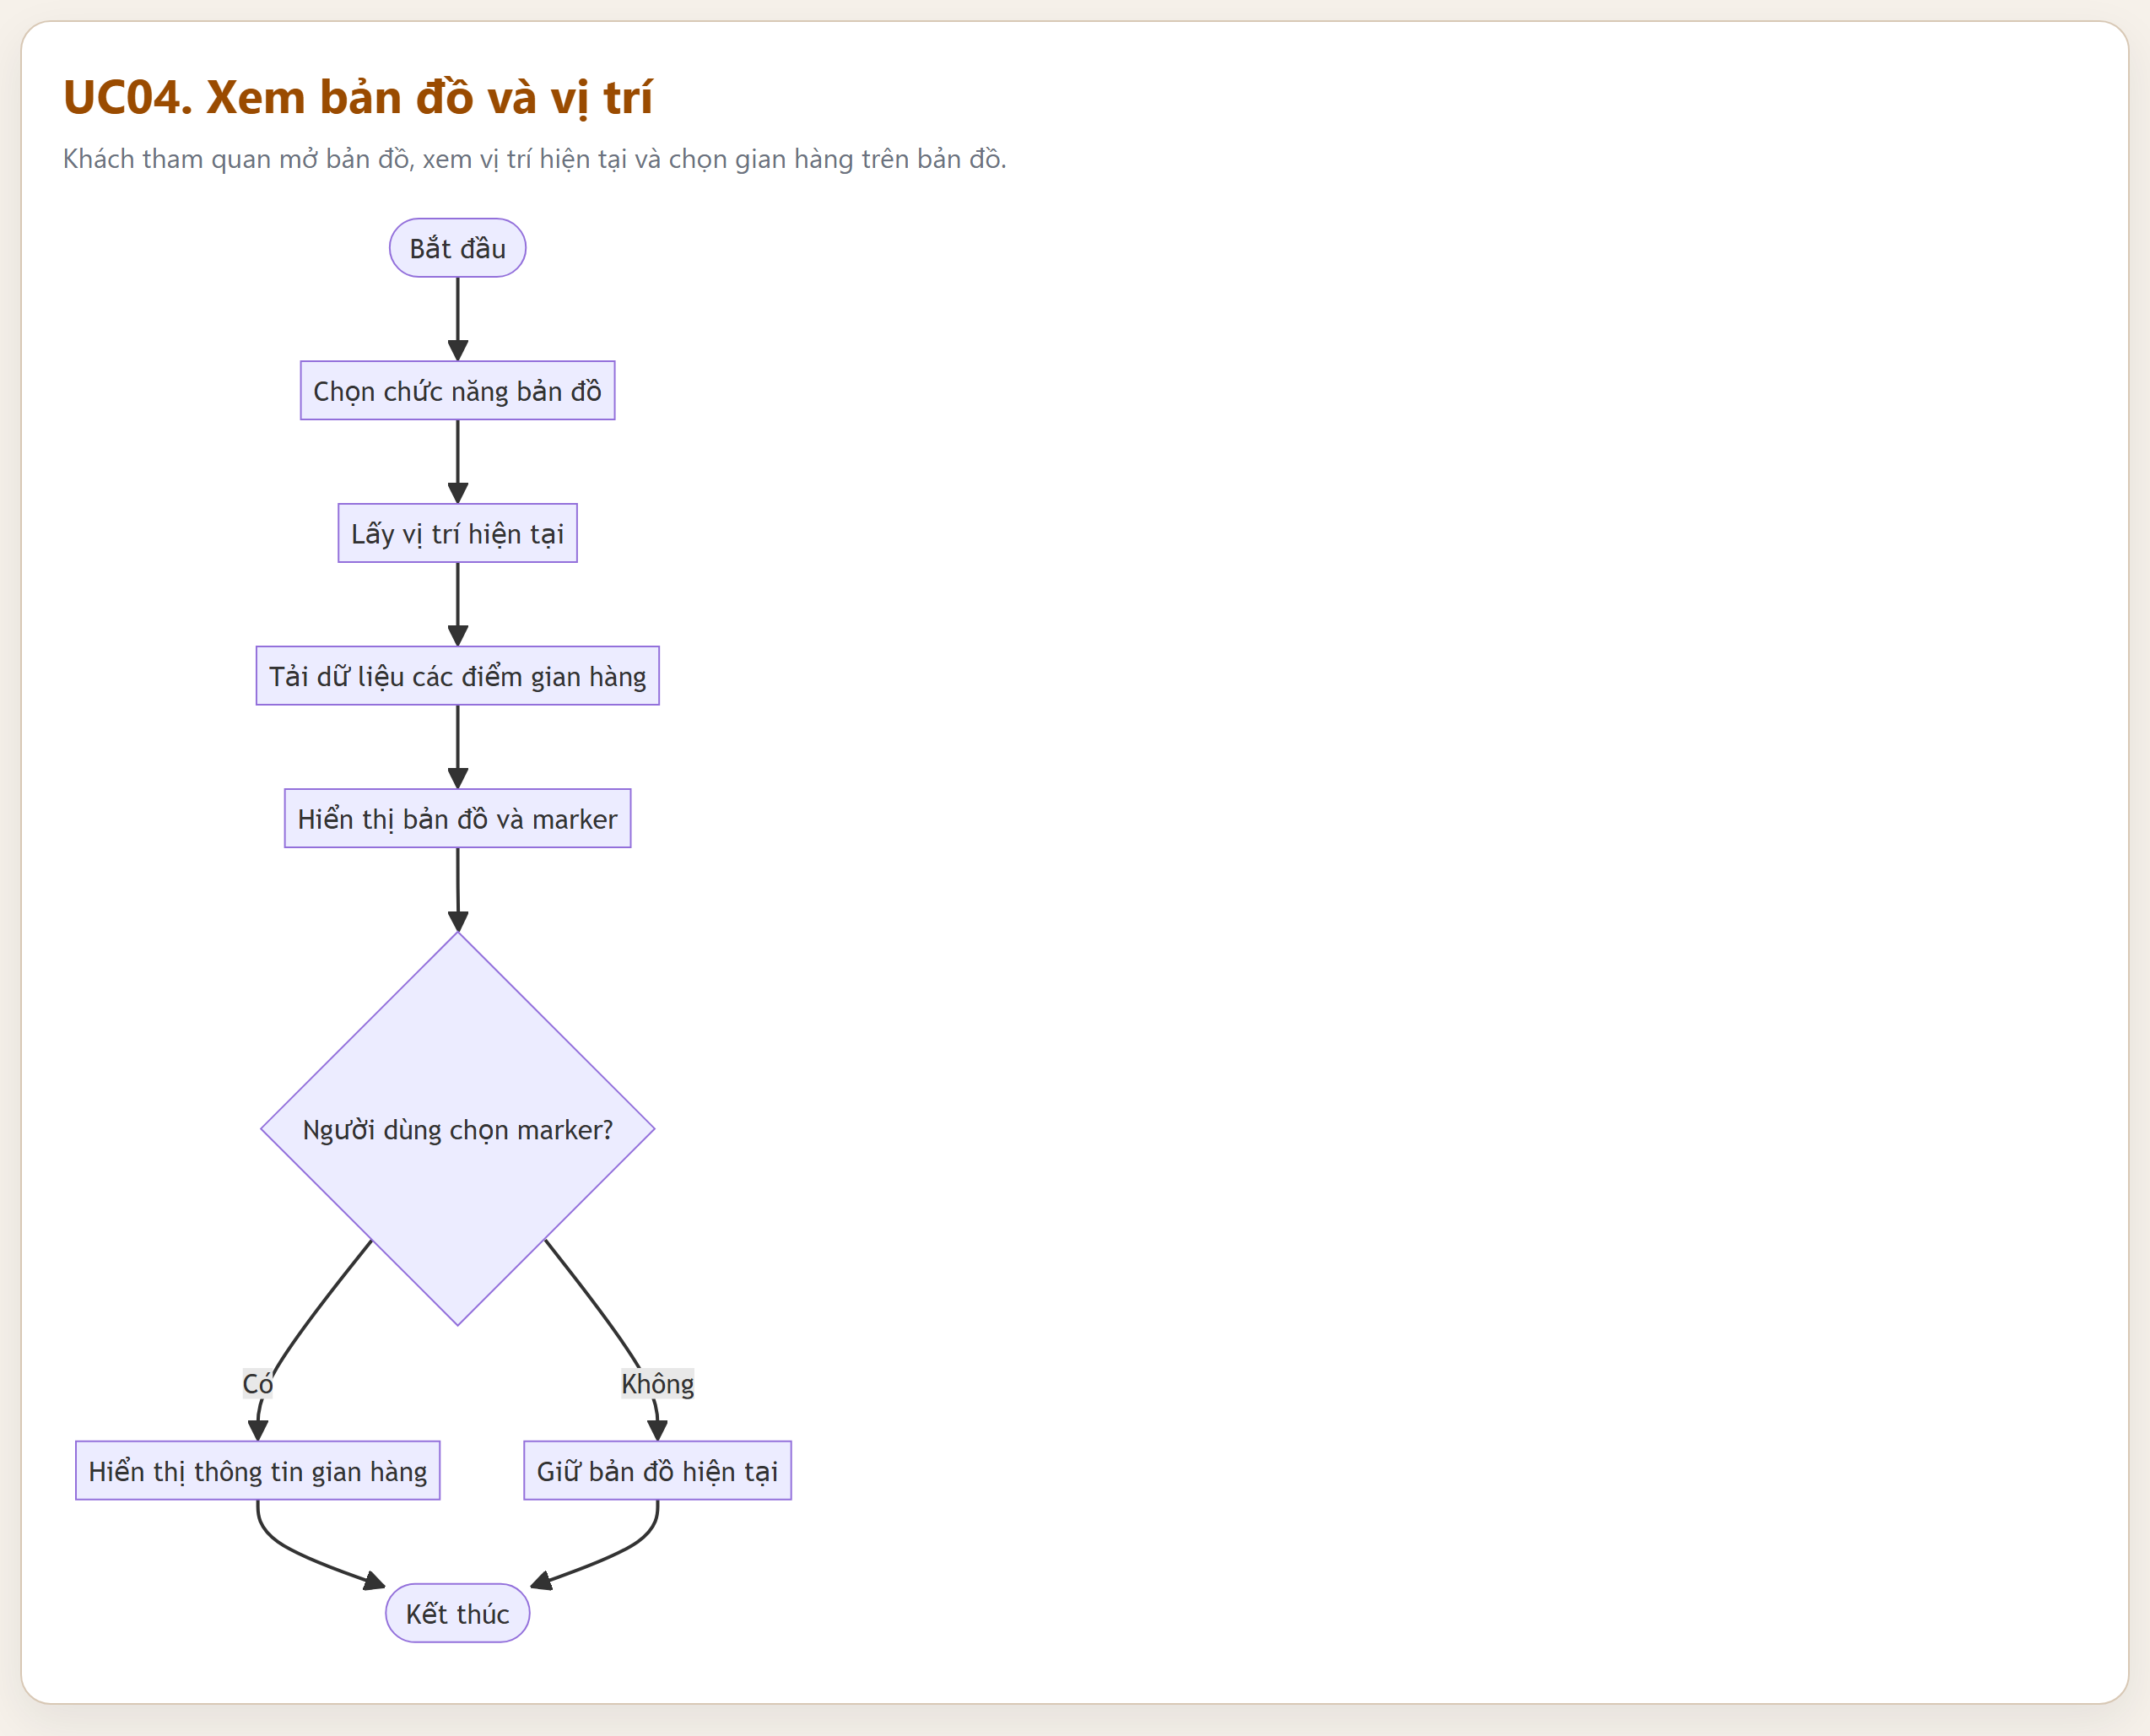 UC04. Xem bản đồ và vị trí
Khách tham quan mở bản đồ, xem vị trí hiện tại và chọn gian hàng trên bản đồ.
Bắt đầu
Chọn chức năng bản đồ
Lấy vị trí hiện tại
Tải dữ liệu các điểm gian hàng
Hiển thị bản đồ và marker
Người dùng chọn marker?
Có
Không
Hiển thị thông tin gian hàng
Giữ bản đồ hiện tại
Kết thúc